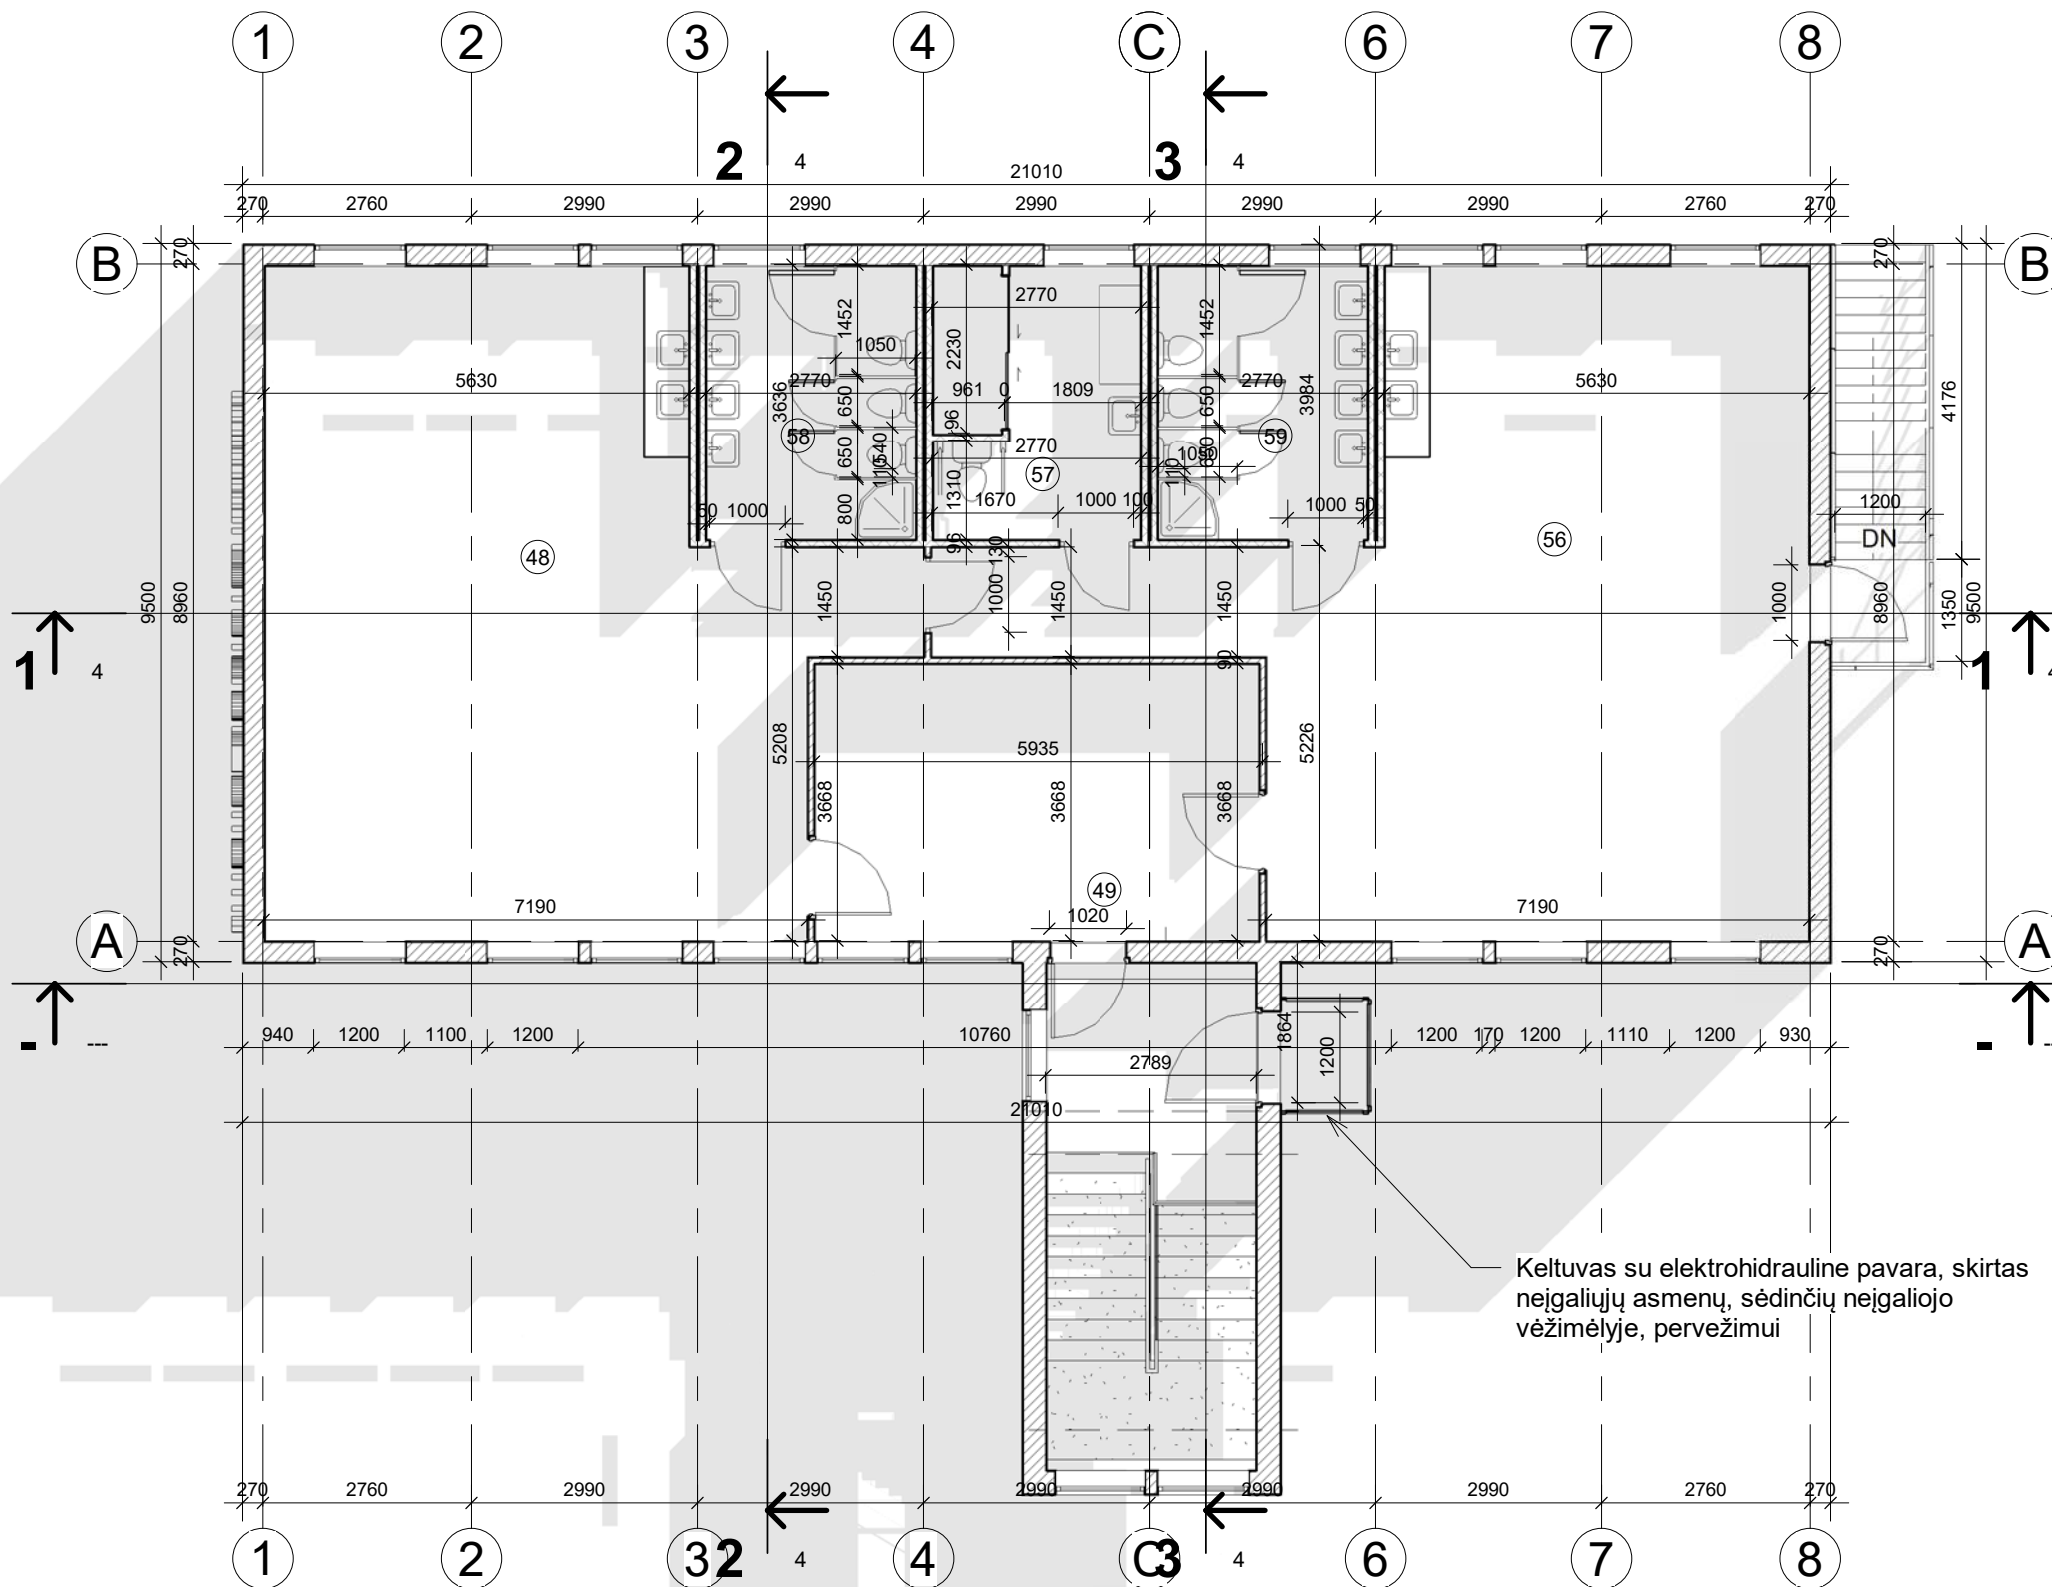 1 2 3 4 C 6 7 8
2 4 3 4
21010
270 2760 2990 2990 2990 2990 2990 2760 270
B 270 270 B
2770
1452 1452
2230
1050
5630 2770 961 0 1809 2770 5630
3636 3984 4176
650 650
96
58 59
650 540 2770
110 1050
57
1310 110
1670 1000 100
50 1000 800 1000 50 1200
DN
48 96 130 56
9500 8960 1450 1000 1450 1450 1000 8960 1350 9500
1 4 90 1
5208 5935 5226
3668 3668 3668
49
7190 1020 7190
A 270 270 A
940 1200 1100 1200 10760 1864 1200 1200 170 1200 1110 1200 930
- --- -
2789
21010
Keltuvas su elektrohidrauline pavara, skirtas
neįgaliųjų asmenų, sėdinčių neįgaliojo
vėžimėlyje, pervežimui
270 2760 2990 2990 2990 2990 2990 2760 270
1 2 3 2 4 4 C 3 4 6 7 8